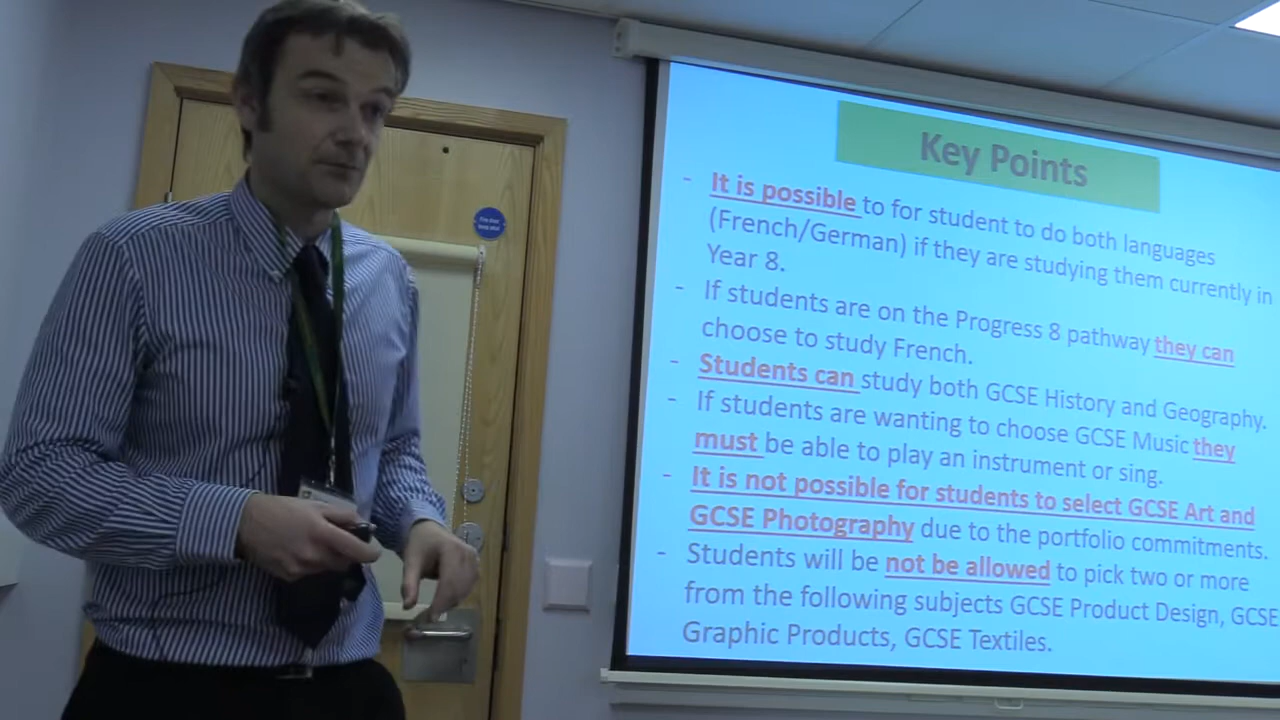 Key Points
- It is possible to for student to do both languages
(French/German) if they are studying them currently in
Year 8.
- If students are on the Progress 8 pathway they can
choose to study French.
- Students can study both GCSE History and Geography.
- If students are wanting to choose GCSE Music they
must be able to play an instrument or sing.
- It is not possible for students to select GCSE Art and
GCSE Photography due to the portfolio commitments.
- Students will be not be allowed to pick two or more
from the following subjects GCSE Product Design, GCSE
Graphic Products, GCSE Textiles.